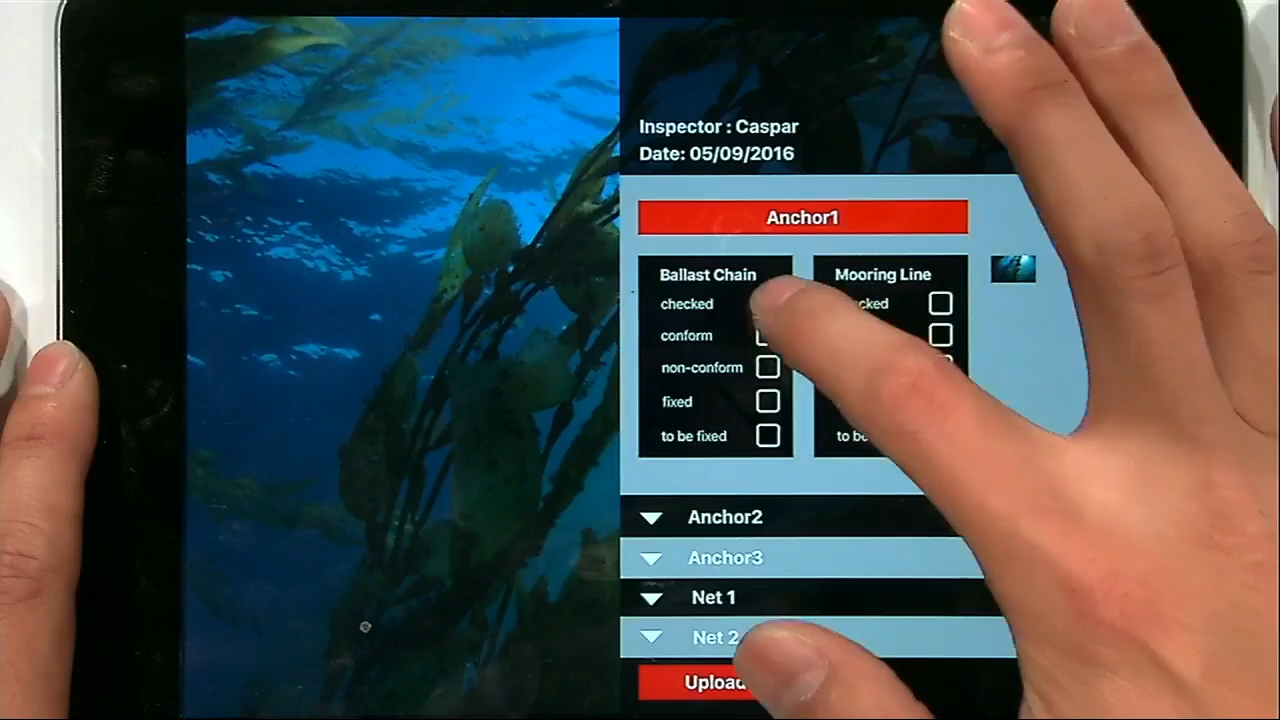 Inspector : Caspar
Date: 05/09/2016
Anchor1
Ballast Chain
checked
conform
non-conform
fixed
to be fixed
Mooring Line
Anchor2
Anchor3
Net 1
Net 2
Upload